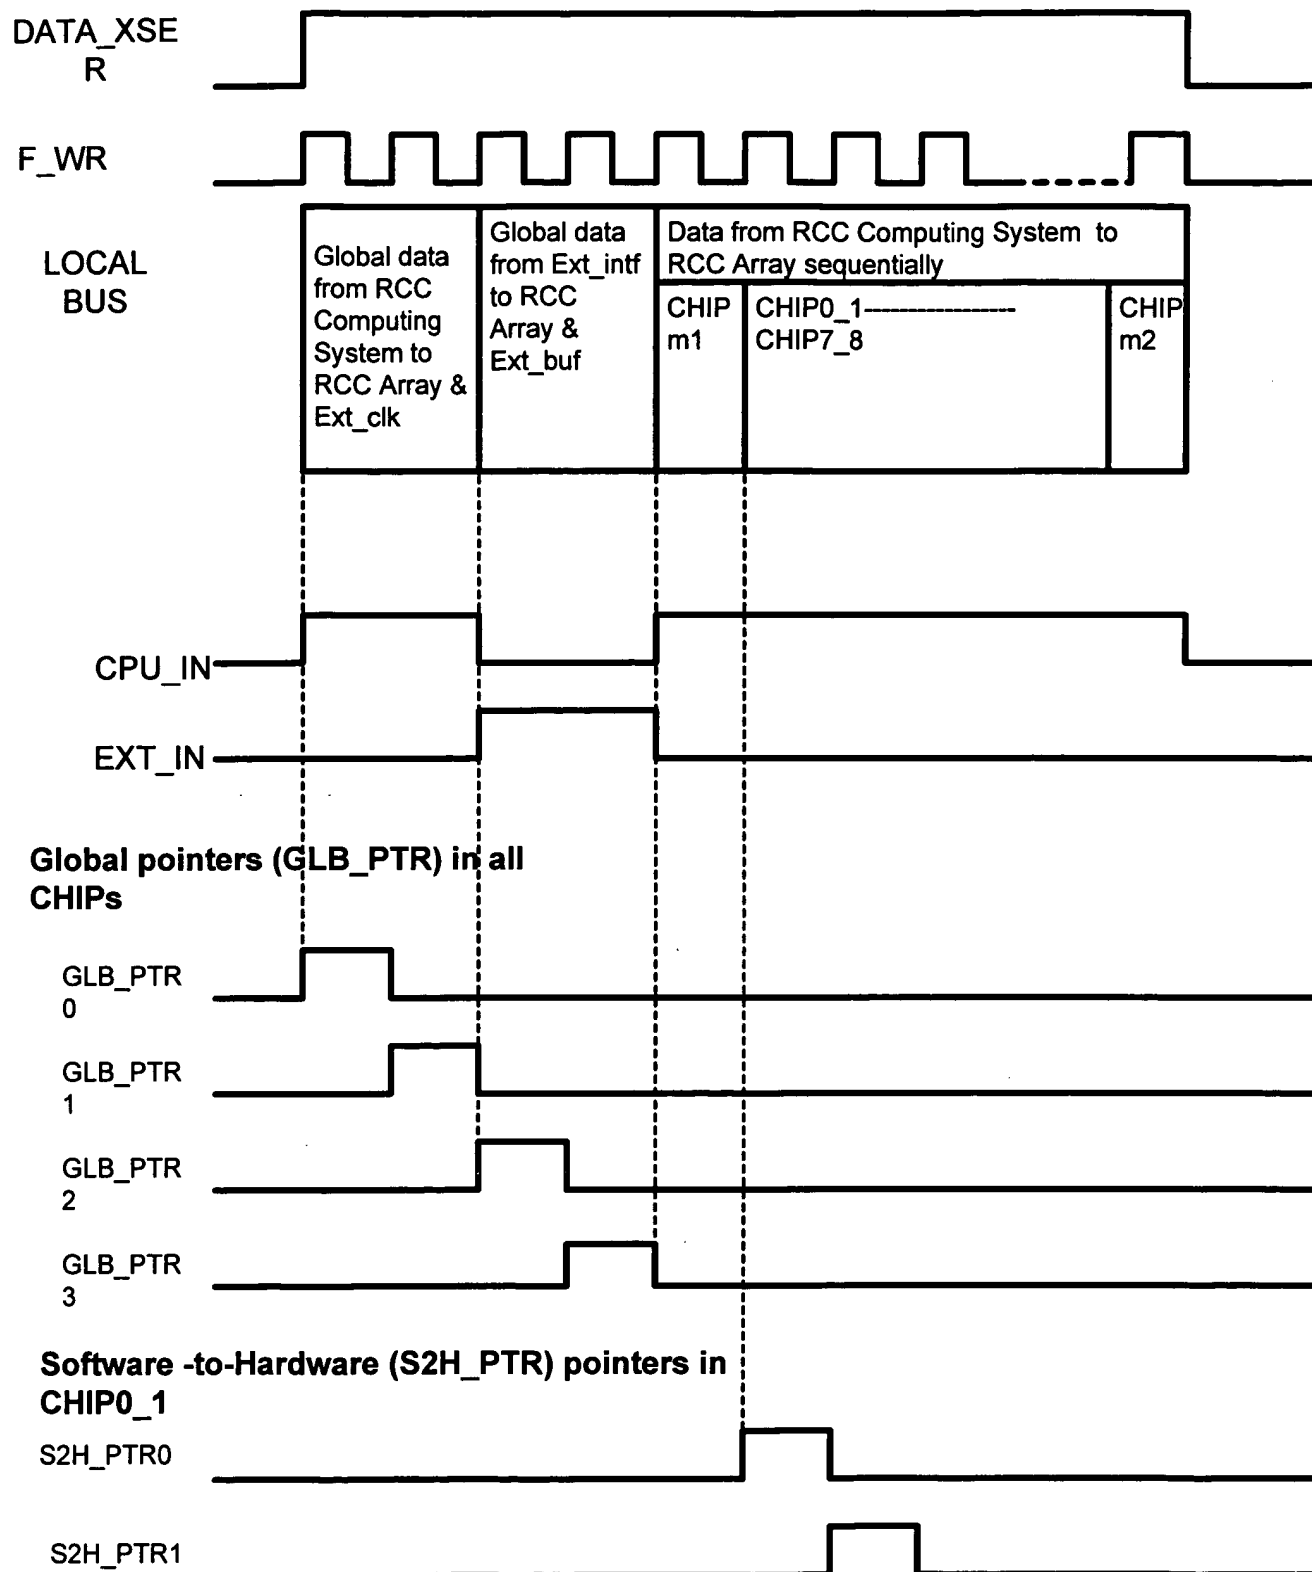 DATA_XSE
R
F_WR
LOCAL
BUS
Global data
from RCC
Computing
System to
RCC Array &
Ext_clk
Global data
from Ext_intf
to RCC
Array &
Ext_buf
Data from RCC Computing System to
RCC Array sequentially
CHIP
m1
CHIP0_1-------------------
CHIP7_8
CHIP
m2
CPU_IN
EXT_IN
Global pointers (GLB_PTR) in all
CHIPs
GLB_PTR
0
GLB_PTR
1
GLB_PTR
2
GLB_PTR
3
Software -to-Hardware (S2H_PTR) pointers in
CHIP0_1
S2H_PTR0
S2H_PTR1